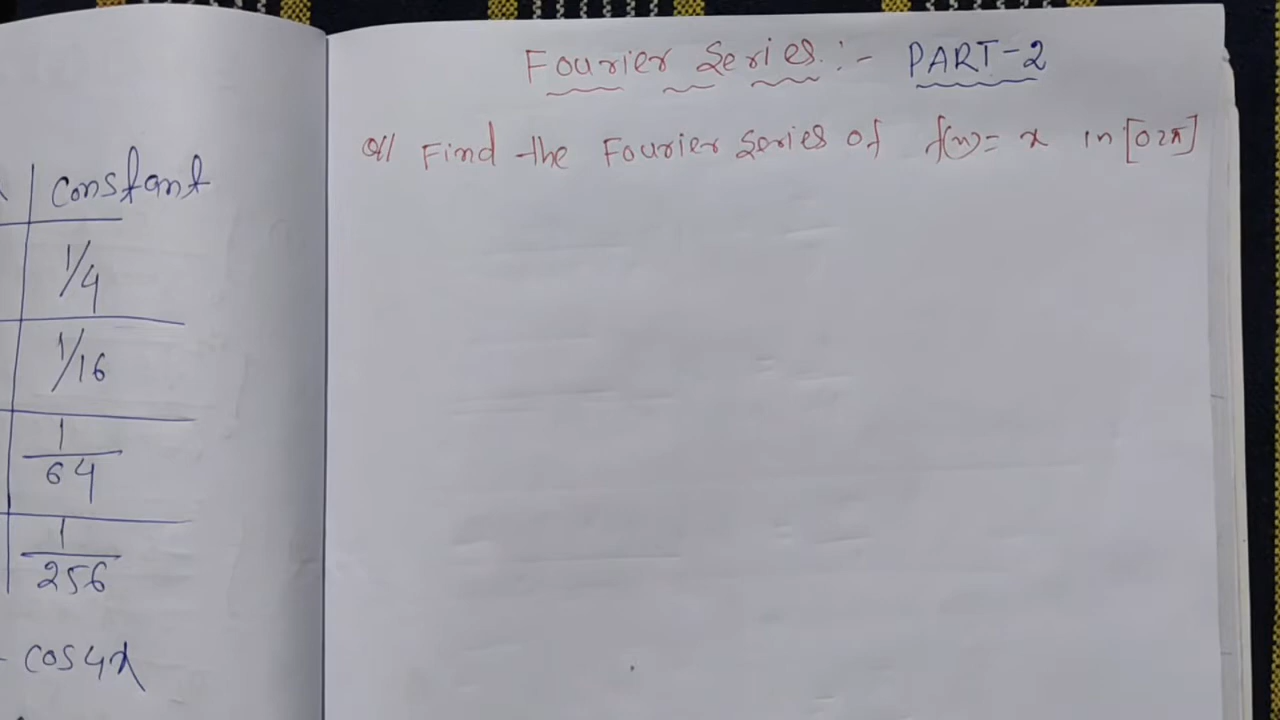 constant
1/4
1/16
1/64
1/256
- cos4x
Fourier Series :- PART-2
Q1) Find the Fourier Series of f(x) = x in [0 2π]